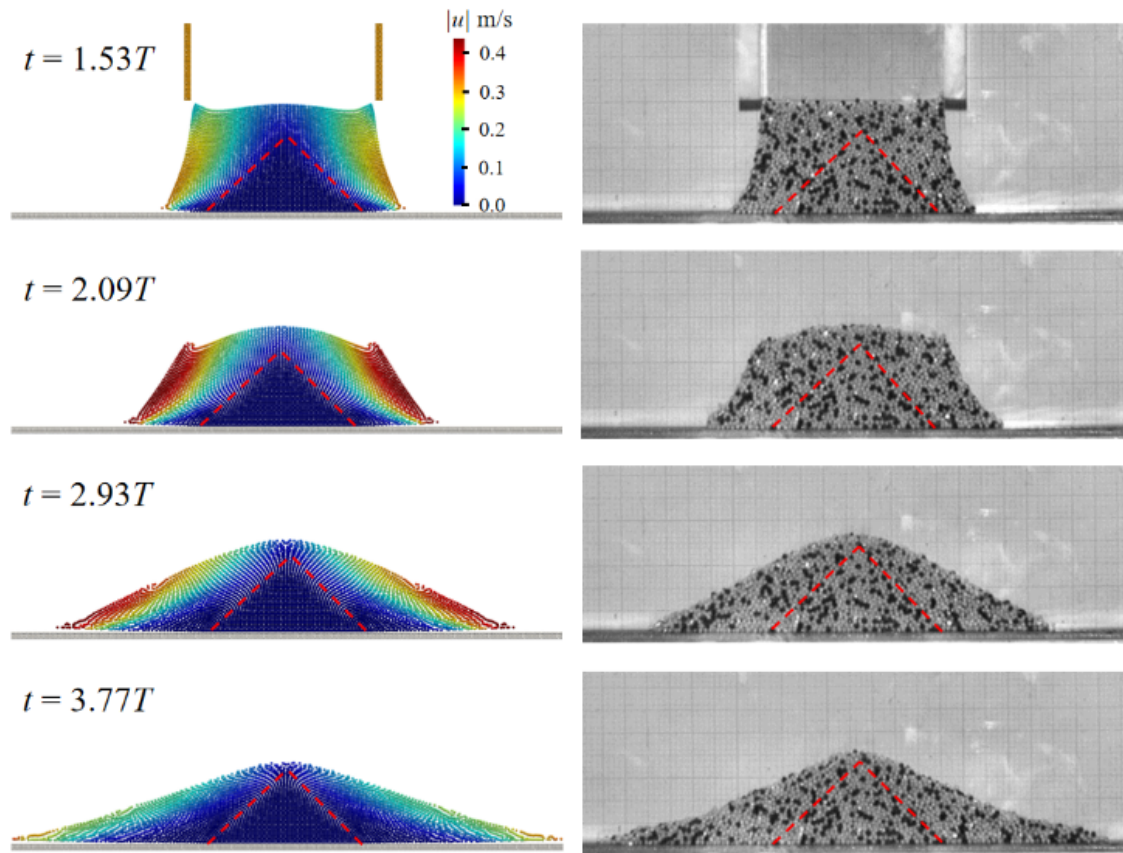 |u| m/s
t = 1.53T
0.4
0.3
0.2
0.1
0.0
t = 2.09T
t = 2.93T
t = 3.77T